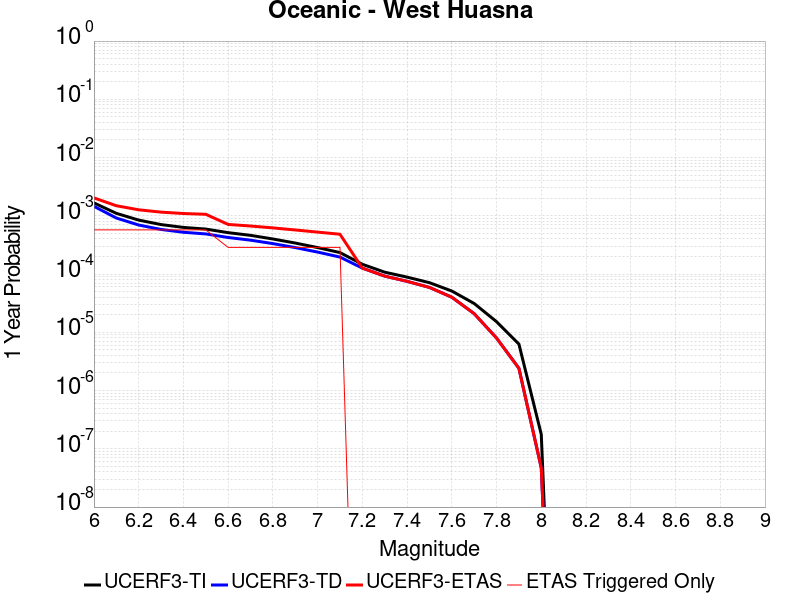 Oceanic - West Huasna
10^0
10^-1
10^-2
10^-3
10^-4
10^-5
10^-6
10^-7
10^-8
1 Year Probability
6 6.2 6.4 6.6 6.8 7 7.2 7.4 7.6 7.8 8 8.2 8.4 8.6 8.8 9
Magnitude
UCERF3-TI UCERF3-TD UCERF3-ETAS ETAS Triggered Only